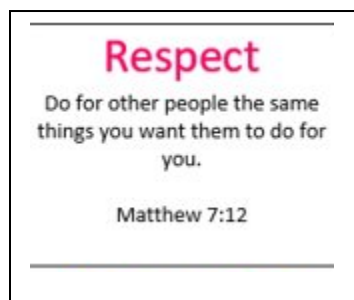 Respect
Do for other people the same
things you want them to do for
you.
Matthew 7:12